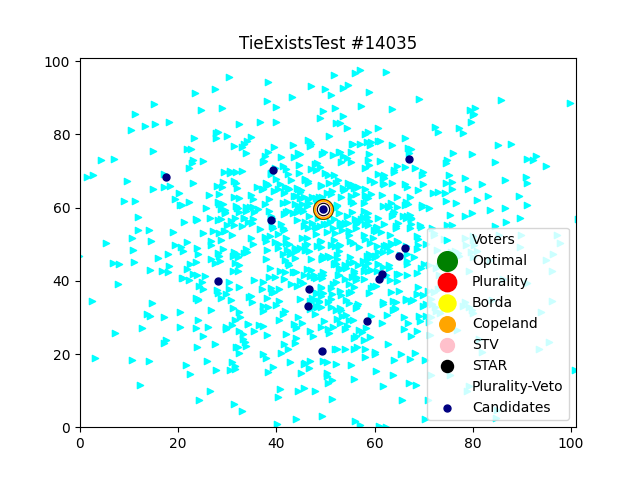 TieExistsTest #14035
100
80
60
40
20
0
0 20 40 60 80 100
Voters
Optimal
Plurality
Borda
Copeland
STV
STAR
Plurality-Veto
Candidates